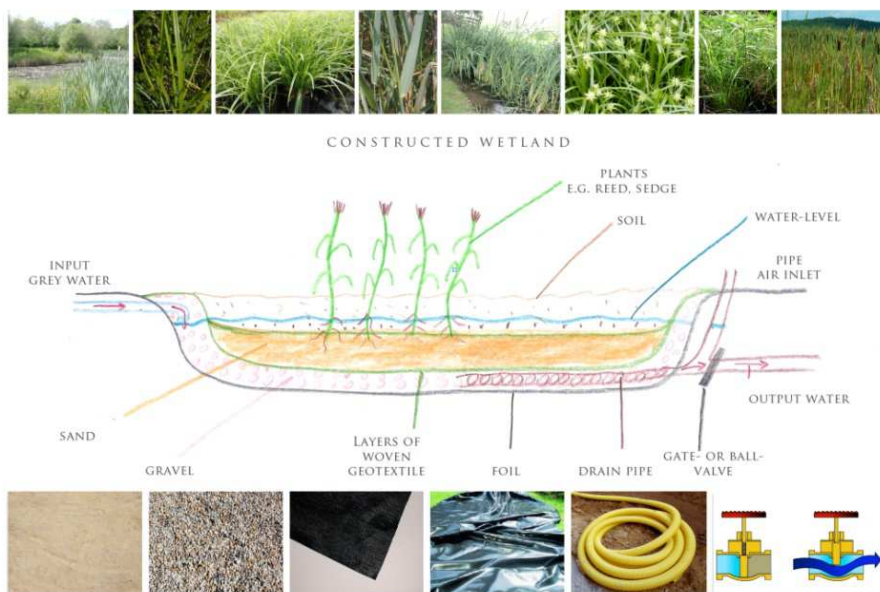 CONSTRUCTED WETLAND
PLANTS
E.G. REED, SEDGE
SOIL
WATER-LEVEL
INPUT
GREY WATER
PIPE
AIR INLET
OUTPUT WATER
SAND
GRAVEL
LAYERS OF
WOVEN
GEOTEXTILE
FOIL
DRAIN PIPE
GATE- OR BALL-
VALVE